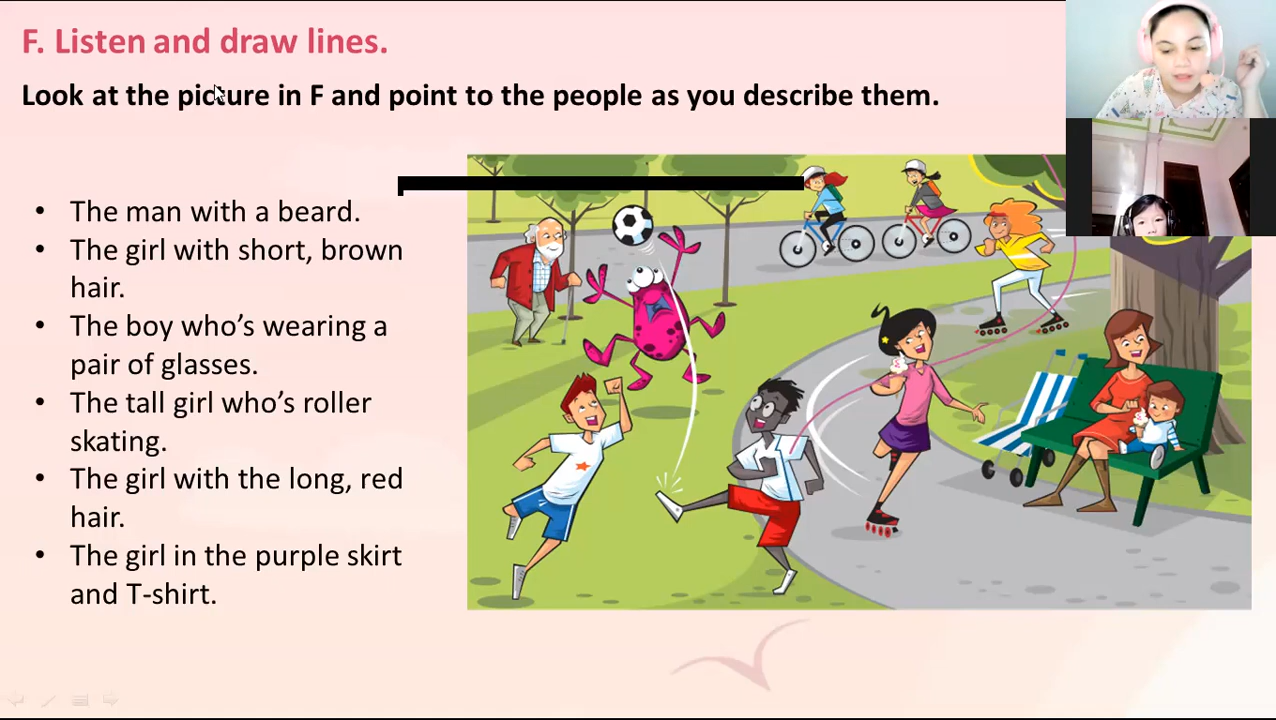 F. Listen and draw lines.
Look at the picture in F and point to the people as you describe them.
• The man with a beard.
• The girl with short, brown
hair.
• The boy who's wearing a
pair of glasses.
• The tall girl who's roller
skating.
• The girl with the long, red
hair.
• The girl in the purple skirt
and T-shirt.